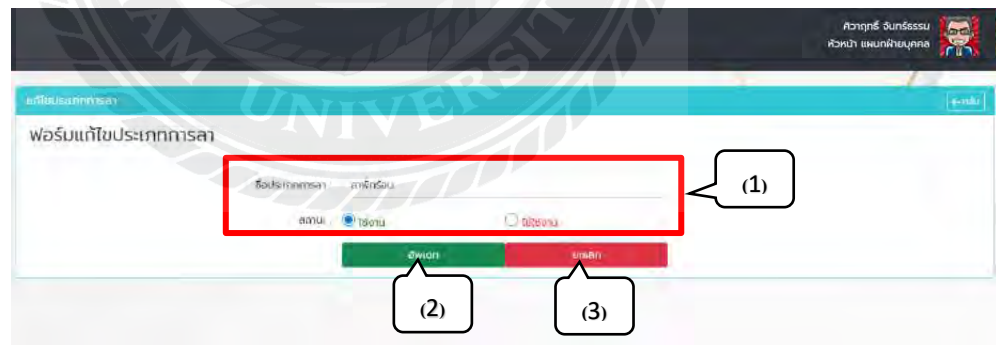 ศิวาฤทธิ์ จันทร์ธรรม
หัวหน้า แผนกฝ่ายบุคคล
แก้ไขประเภทการลา
กลับ
ฟอร์มแก้ไขประเภทการลา
ชื่อประเภทการลา ลาพักร้อน
(1)
สถานะ ใช้งาน ไม่ใช้งาน
อัพเดท ยกเลิก
(2) (3)
UNIVERSITY